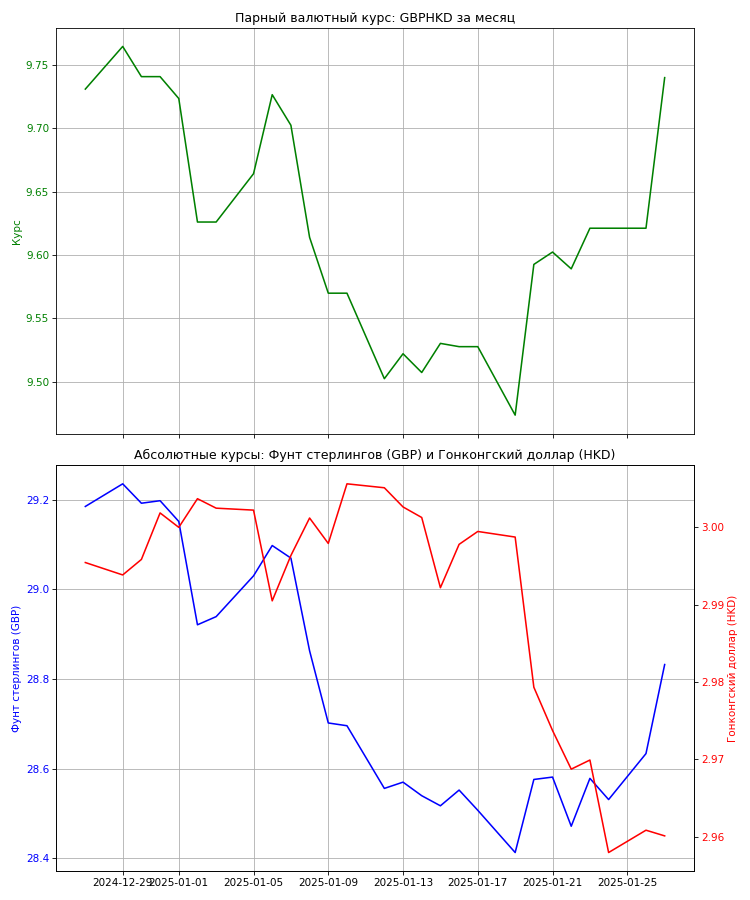 Парный валютный курс: GBPHKD за месяц
Курс
9.75
9.70
9.65
9.60
9.55
9.50
Абсолютные курсы: Фунт стерлингов (GBP) и Гонконгский доллар (HKD)
Фунт стерлингов (GBP)
29.2
29.0
28.8
28.6
28.4
3.00
2.99
2.98
2.97
2.96
Гонконгский доллар (HKD)
2024-12-29 2025-01-01 2025-01-05 2025-01-09 2025-01-13 2025-01-17 2025-01-21 2025-01-25